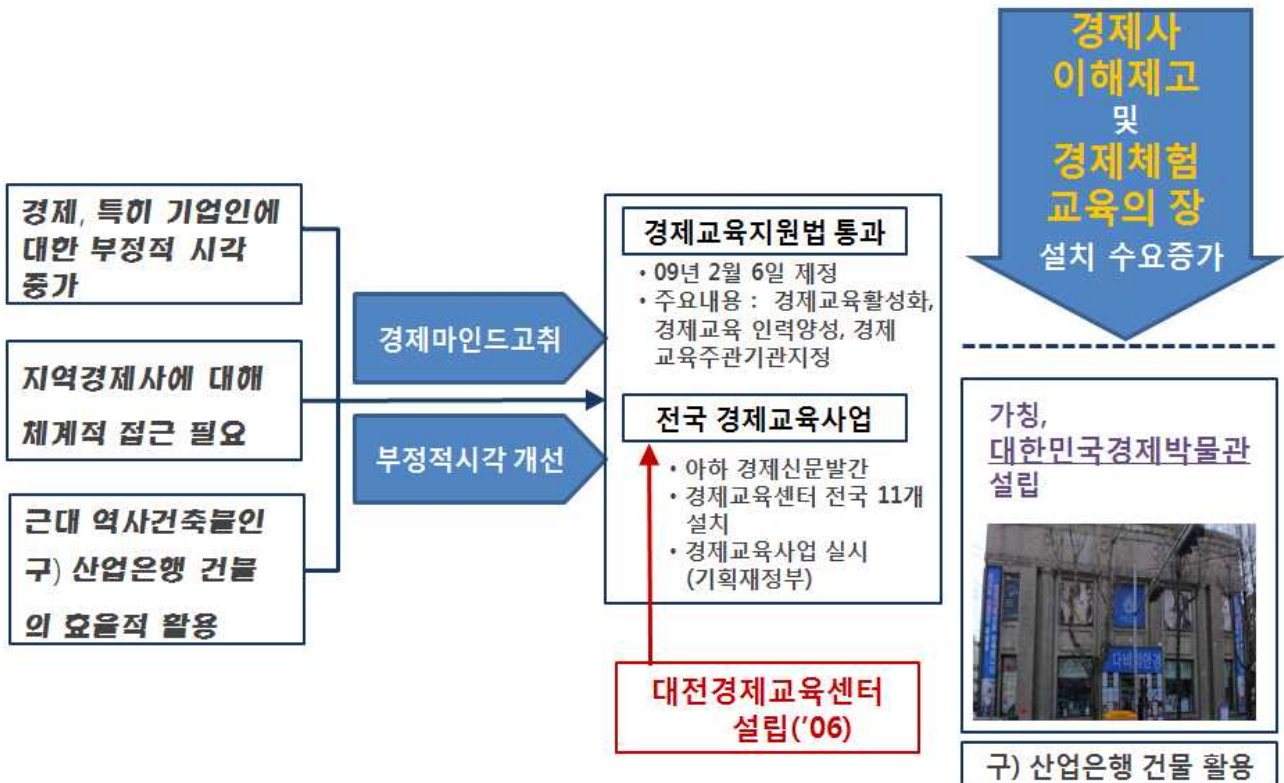 경제, 특히 기업인에
대한 부정적 시각
증가
지역경제사에 대해
체계적 접근 필요
근대 역사건축물인
구) 산업은행 건물
의 효율적 활용
경제마인드고취
부정적시각 개선
경제교육지원법 통과
• 09년 2월 6일 제정
• 주요내용 : 경제교육활성화,
경제교육 인력양성, 경제
교육주관기관지정
전국 경제교육사업
• 아하 경제신문발간
• 경제교육센터 전국 11개
설치
• 경제교육사업 실시
(기획재정부)
대전경제교육센터
설립('06)
경제사
이해제고
및
경제체험
교육의 장
설치 수요증가
가칭,
대한민국경제박물관
설립
구) 산업은행 건물 활용